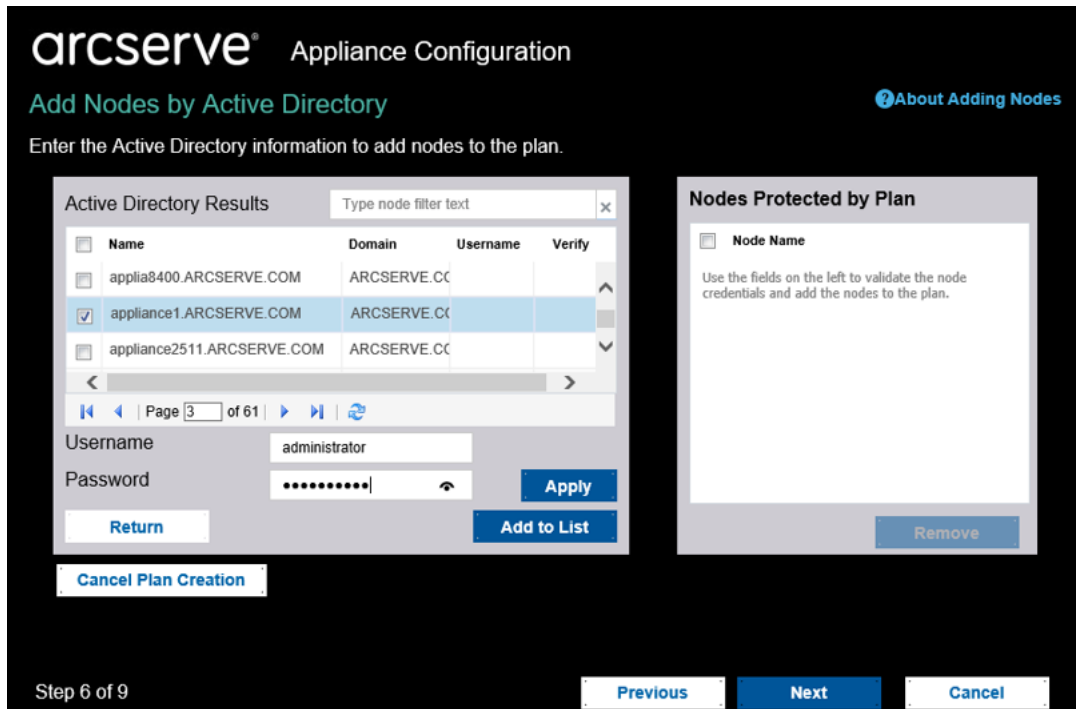 arcserve® Appliance Configuration
Add Nodes by Active Directory
?About Adding Nodes
Enter the Active Directory information to add nodes to the plan.
Active Directory Results
Type node filter text
Name Domain Username Verify
applia8400.ARCSERVE.COM ARCSERVE.CC
appliance1.ARCSERVE.COM ARCSERVE.CC
appliance2511.ARCSERVE.COM ARCSERVE.CC
Page 3 of 61
Username administrator
Password ••••••••••
Apply
Return
Add to List
Nodes Protected by Plan
Node Name
Use the fields on the left to validate the node
credentials and add the nodes to the plan.
Remove
Cancel Plan Creation
Step 6 of 9
Previous
Next
Cancel